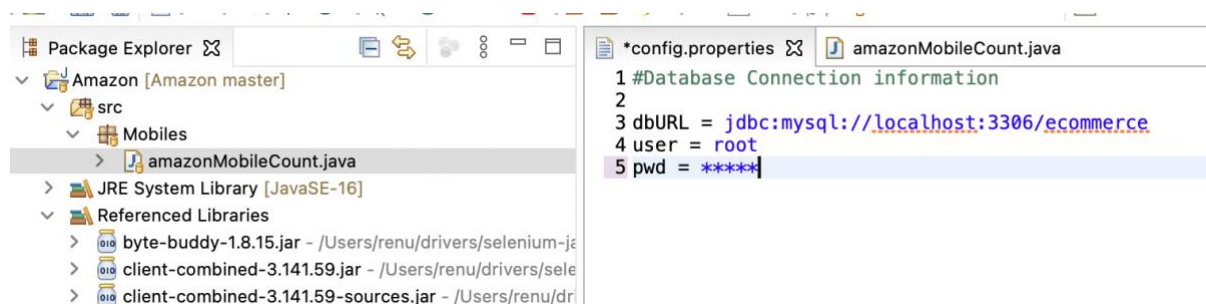 Package Explorer
Amazon [Amazon master]
src
Mobiles
amazonMobileCount.java
JRE System Library [JavaSE-16]
Referenced Libraries
byte-buddy-1.8.15.jar - /Users/renu/drivers/selenium-ja
client-combined-3.141.59.jar - /Users/renu/drivers/sele
client-combined-3.141.59-sources.jar - /Users/renu/dri
*config.properties
amazonMobileCount.java
1 #Database Connection information
2
3 dbURL = jdbc:mysql://localhost:3306/ecommerce
4 user = root
5 pwd = *****